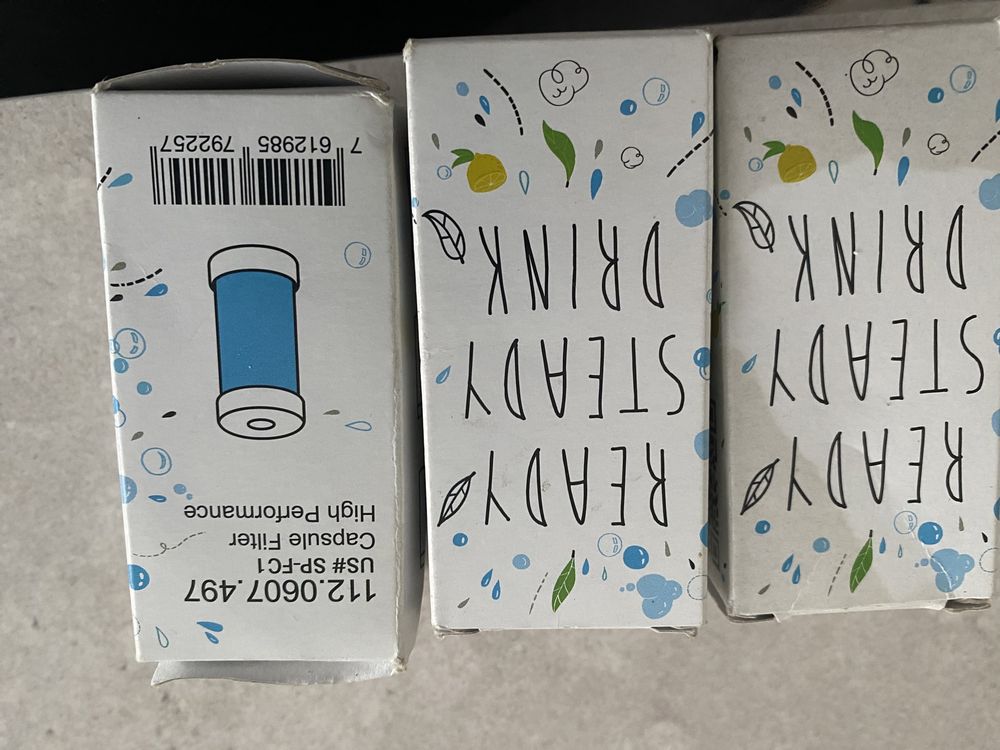 112.0607.497
US# SP-FC1
Capsule Filter
High Performance
7 612985 792257
READY
STEADY
DRINK
READY
STEADY
DRINK